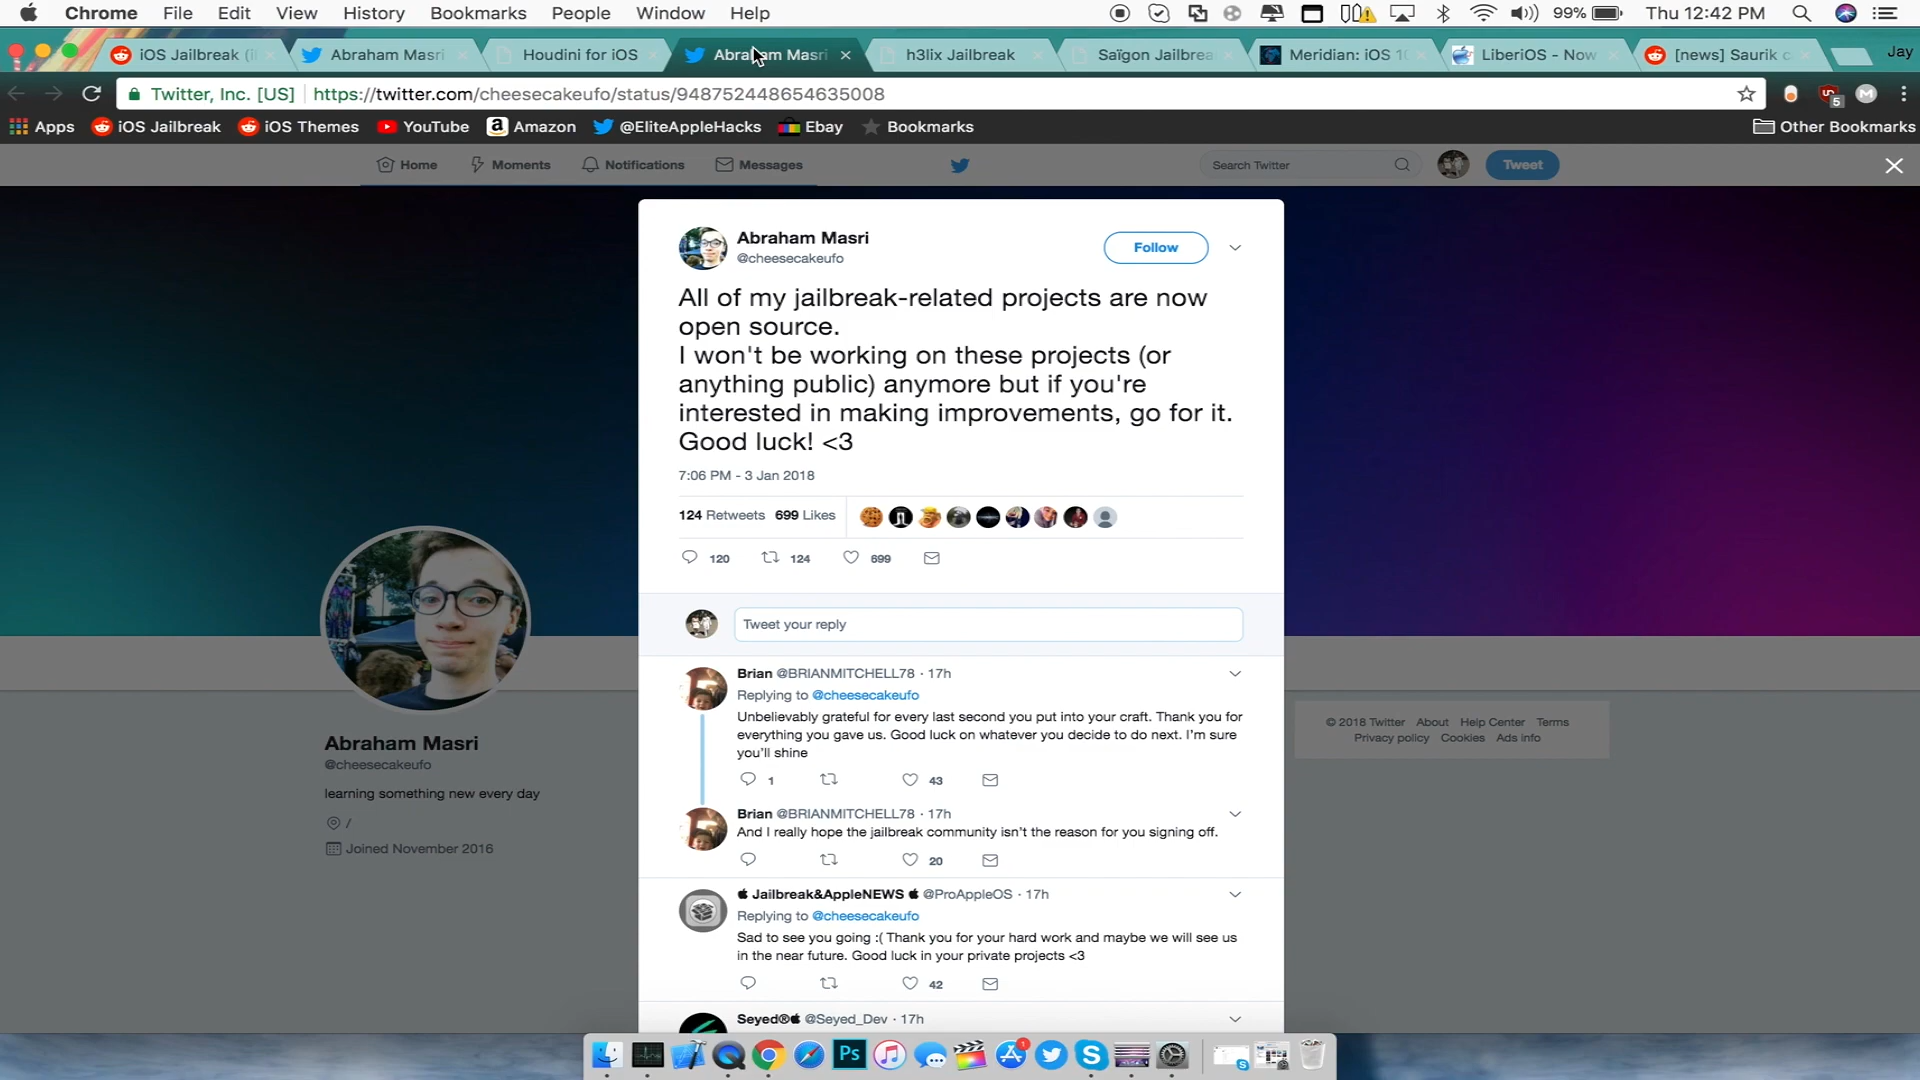 Chrome File Edit View History Bookmarks People Window Help 99% Thu 12:42 PM
iOS Jailbreak (i Abraham Masri Houdini for iOS Abraham Masri h3lix Jailbreak Saïgon Jailbrea Meridian: iOS 10 LiberiOS - Now [news] Saurik c Jay
Twitter, Inc. [US] https://twitter.com/cheesecakeufo/status/948752448654635008 5
Apps iOS Jailbreak iOS Themes YouTube Amazon @EliteAppleHacks Ebay Bookmarks Other Bookmarks
Home Moments Notifications Messages Search Twitter Tweet
Abraham Masri
@cheesecakeufo
Follow
All of my jailbreak-related projects are now
open source.
I won't be working on these projects (or
anything public) anymore but if you're
interested in making improvements, go for it.
Good luck! <3
7:06 PM - 3 Jan 2018
124 Retweets 699 Likes
120 124 699
Tweet your reply
Brian @BRIANMITCHELL78 · 17h
Replying to @cheesecakeufo
Unbelievably grateful for every last second you put into your craft. Thank you for
everything you gave us. Good luck on whatever you decide to do next. I'm sure
you'll shine
1 43
Brian @BRIANMITCHELL78 · 17h
And I really hope the jailbreak community isn't the reason for you signing off.
20
Jailbreak&AppleNEWS @ProAppleOS · 17h
Replying to @cheesecakeufo
Sad to see you going :( Thank you for your hard work and maybe we will see us
in the near future. Good luck in your private projects <3
42
Seyed® @Seyed_Dev · 17h
Abraham Masri
@cheesecakeufo
learning something new every day
/
Joined November 2016
© 2018 Twitter About Help Center Terms
Privacy policy Cookies Ads info
Ps 1